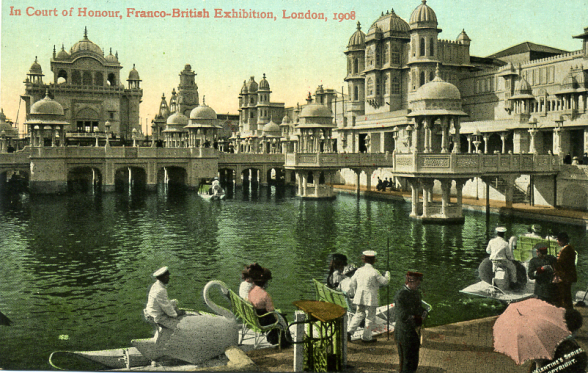 In Court of Honour, Franco-British Exhibition, London, 1908